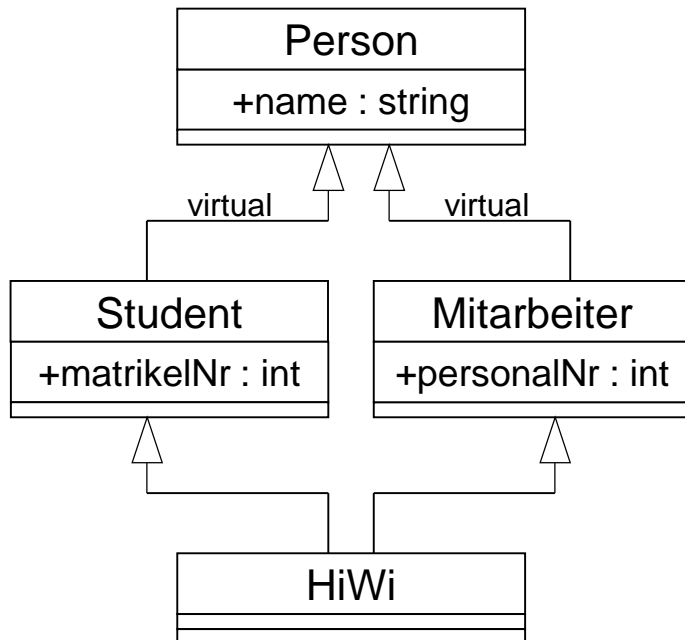 Person
+name : string
virtual
virtual
Student
Mitarbeiter
+matrikelNr : int
+personalNr : int
HiWi